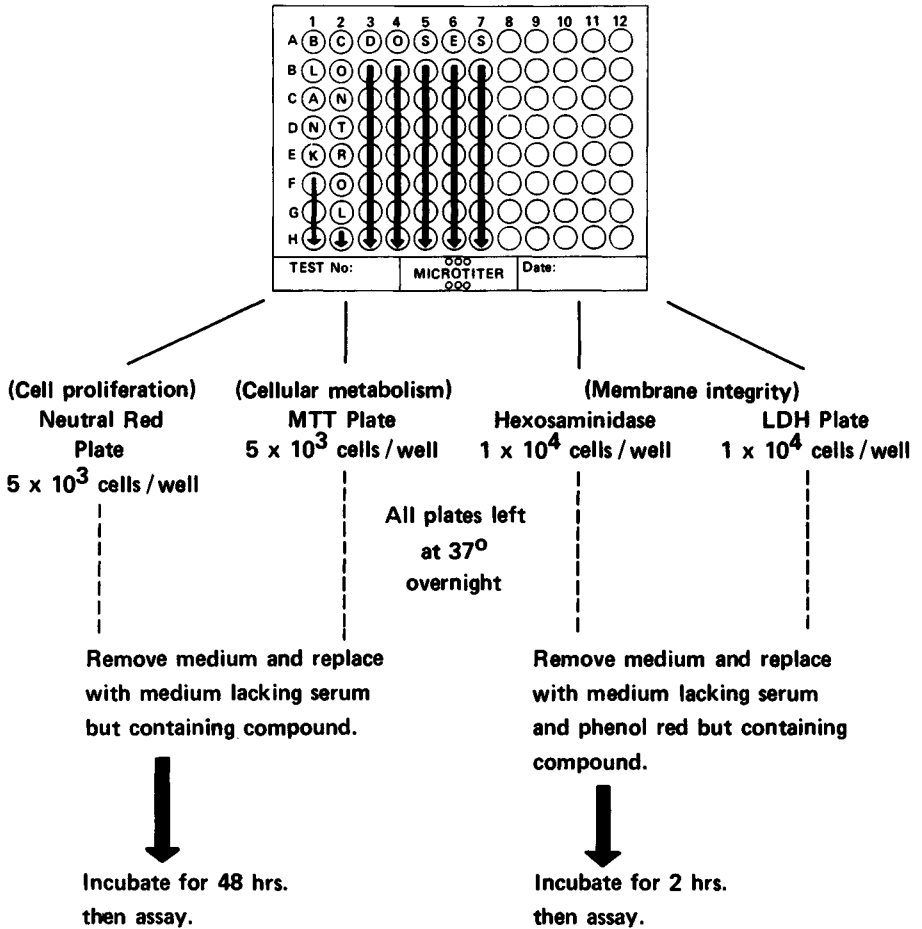 1 2 3 4 5 6 7 8 9 10 11 12
A B C D O S E S
B L O
C A N
D N T
E K R
F O
G L
H
TEST No: MICROTITER Date:
(Cell proliferation) (Cellular metabolism) (Membrane integrity)
Neutral Red MTT Plate Hexosaminidase LDH Plate
Plate 5 x 10³ cells/well 1 x 10⁴ cells/well 1 x 10⁴ cells/well
5 x 10³ cells/well
All plates left
at 37º
overnight
Remove medium and replace
with medium lacking serum
but containing compound.
Remove medium and replace
with medium lacking serum
and phenol red but containing
compound.
Incubate for 48 hrs.
then assay.
Incubate for 2 hrs.
then assay.